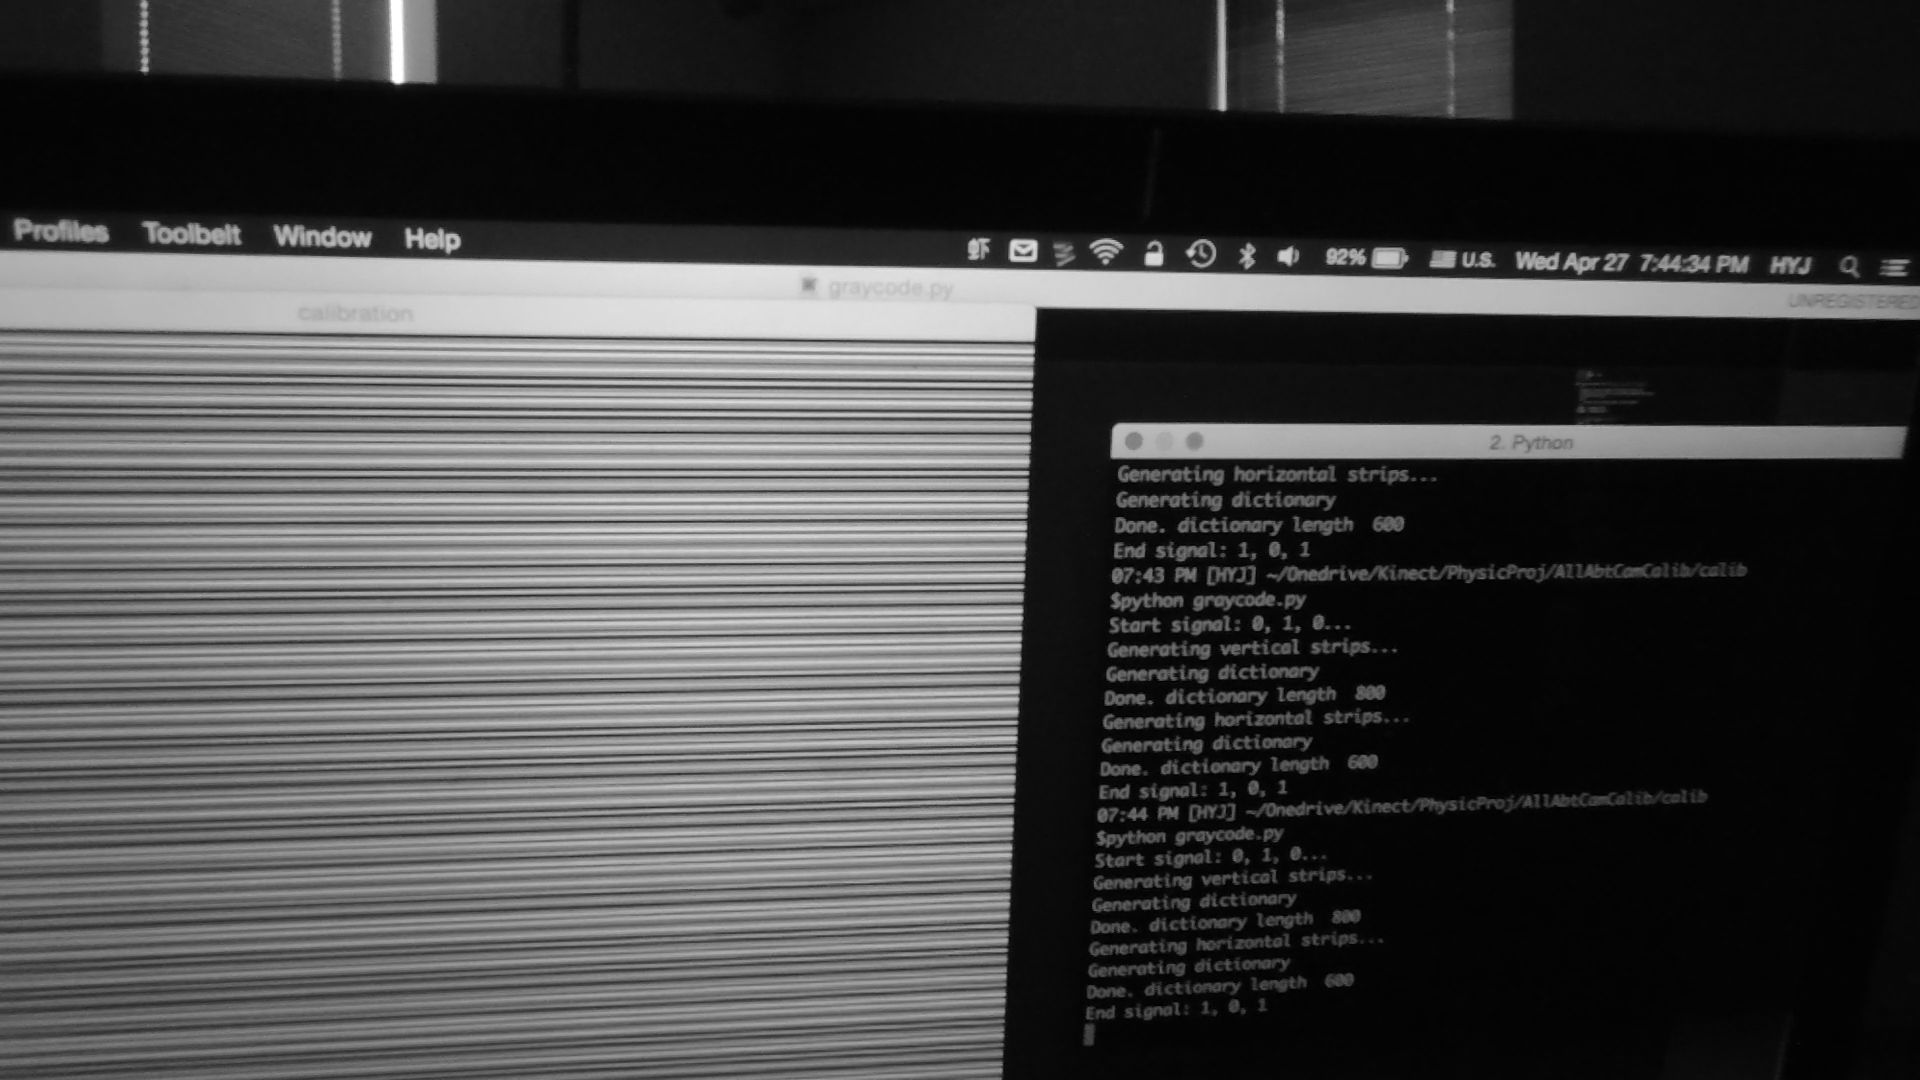 Profiles Toolbelt Window Help 92% U.S. Wed Apr 27 7:44:34 PM HYJ
graycode.py
UNREGISTERED
calibration
2. Python
Generating horizontal strips...
Generating dictionary
Done. dictionary length 600
End signal: 1, 0, 1
07:43 PM [HYJ] ~/Onedrive/Kinect/PhysicProj/AllAbtCamCalib/calib
$python graycode.py
Start signal: 0, 1, 0...
Generating vertical strips...
Generating dictionary
Done. dictionary length 800
Generating horizontal strips...
Generating dictionary
Done. dictionary length 600
End signal: 1, 0, 1
07:44 PM [HYJ] ~/Onedrive/Kinect/PhysicProj/AllAbtCamCalib/calib
$python graycode.py
Start signal: 0, 1, 0...
Generating vertical strips...
Generating dictionary
Done. dictionary length 800
Generating horizontal strips...
Generating dictionary
Done. dictionary length 600
End signal: 1, 0, 1